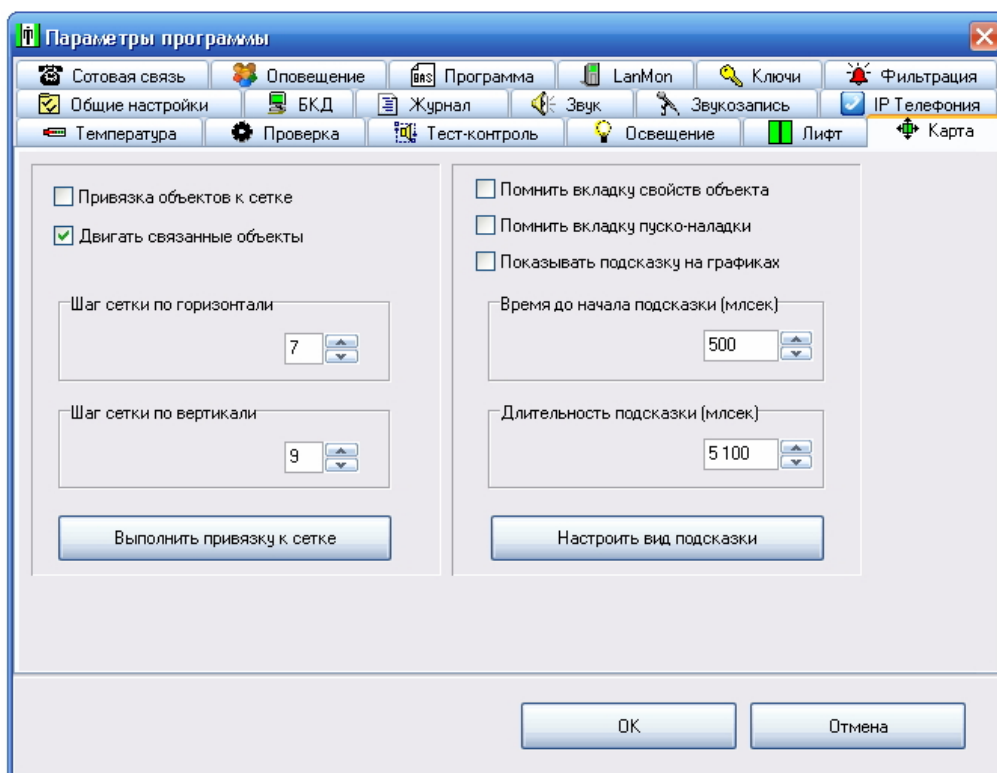 Параметры программы
Сотовая связь Оповещение Программа LanMon Ключи Фильтрация
Общие настройки БКД Журнал Звук Звукозапись IP Телефония
Температура Проверка Тест-контроль Освещение Лифт Карта
Привязка объектов к сетке
Двигать связанные объекты
Шаг сетки по горизонтали
7
Шаг сетки по вертикали
9
Выполнить привязку к сетке
Помнить вкладку свойств объекта
Помнить вкладку пуско-наладки
Показывать подсказку на графиках
Время до начала подсказки (млсек)
500
Длительность подсказки (млсек)
5 100
Настроить вид подсказки
OK Отмена